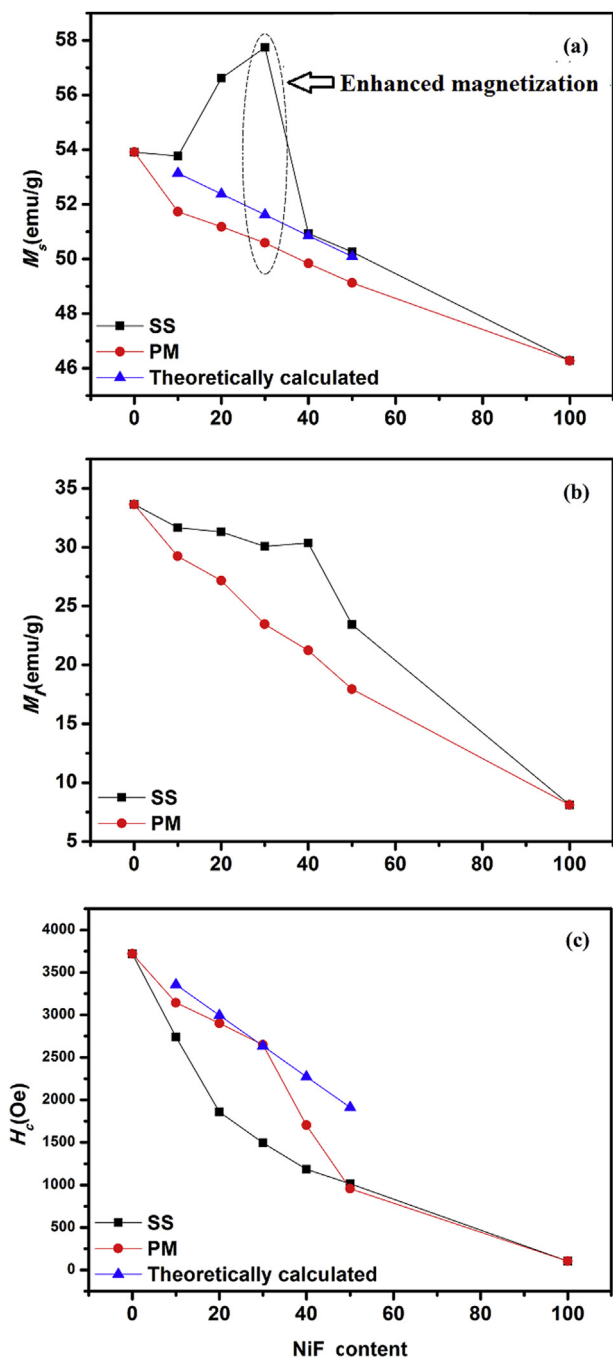 (a)
58
56
54
52
50
48
46
Ms(emu/g)
Enhanced magnetization
SS
PM
Theoretically calculated
0 20 40 60 80 100
(b)
35
30
25
20
15
10
5
Mr(emu/g)
SS
PM
0 20 40 60 80 100
(c)
4000
3500
3000
2500
2000
1500
1000
500
0
Hc(Oe)
SS
PM
Theoretically calculated
0 20 40 60 80 100
NiF content